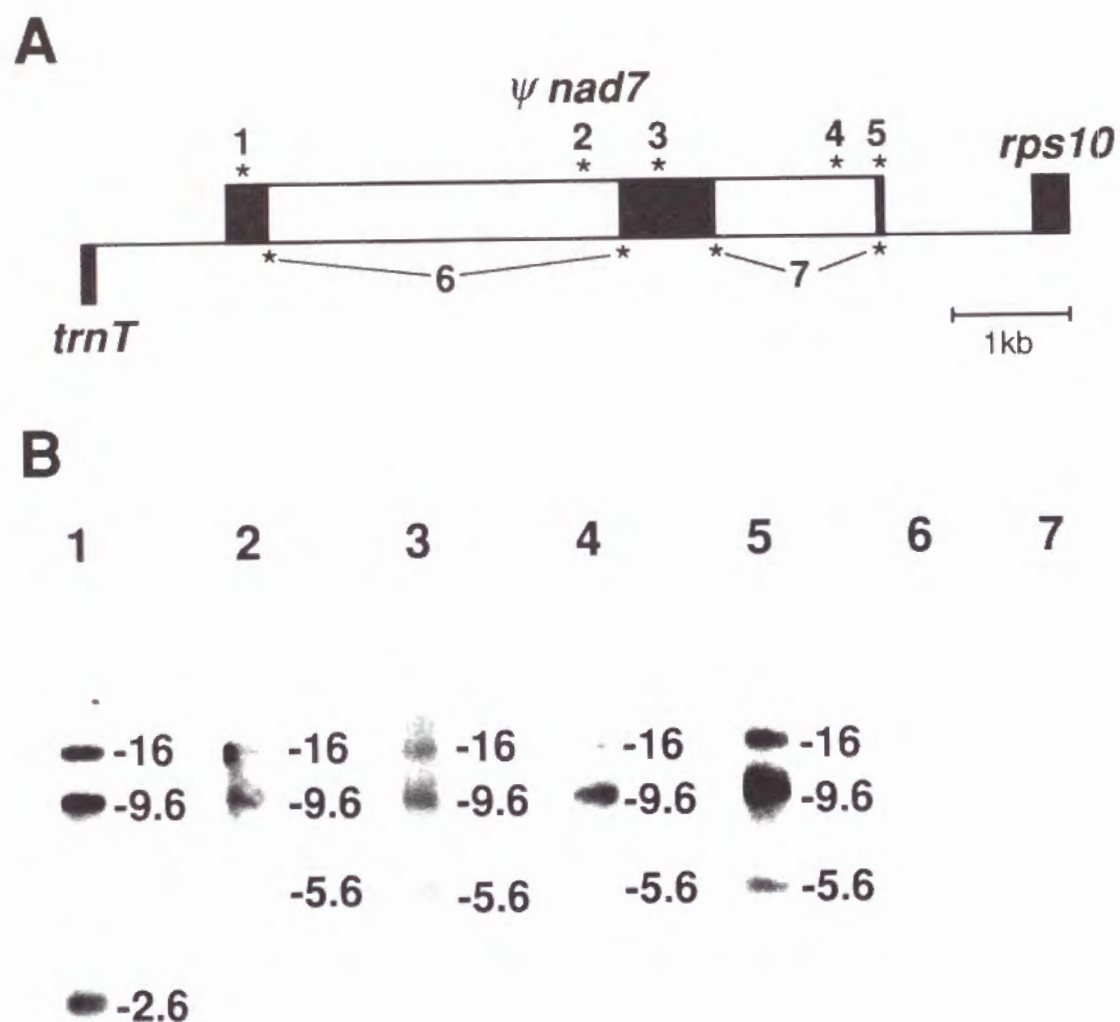 A
ψ nad7
1 2 3 4 5 rps10
* * * * *
* * * *
6 7
trnT
1kb
B
1 2 3 4 5 6 7
-16 -16 -16 -16 -16
-9.6 -9.6 -9.6 -9.6 -9.6
-5.6 -5.6 -5.6 -5.6
-2.6